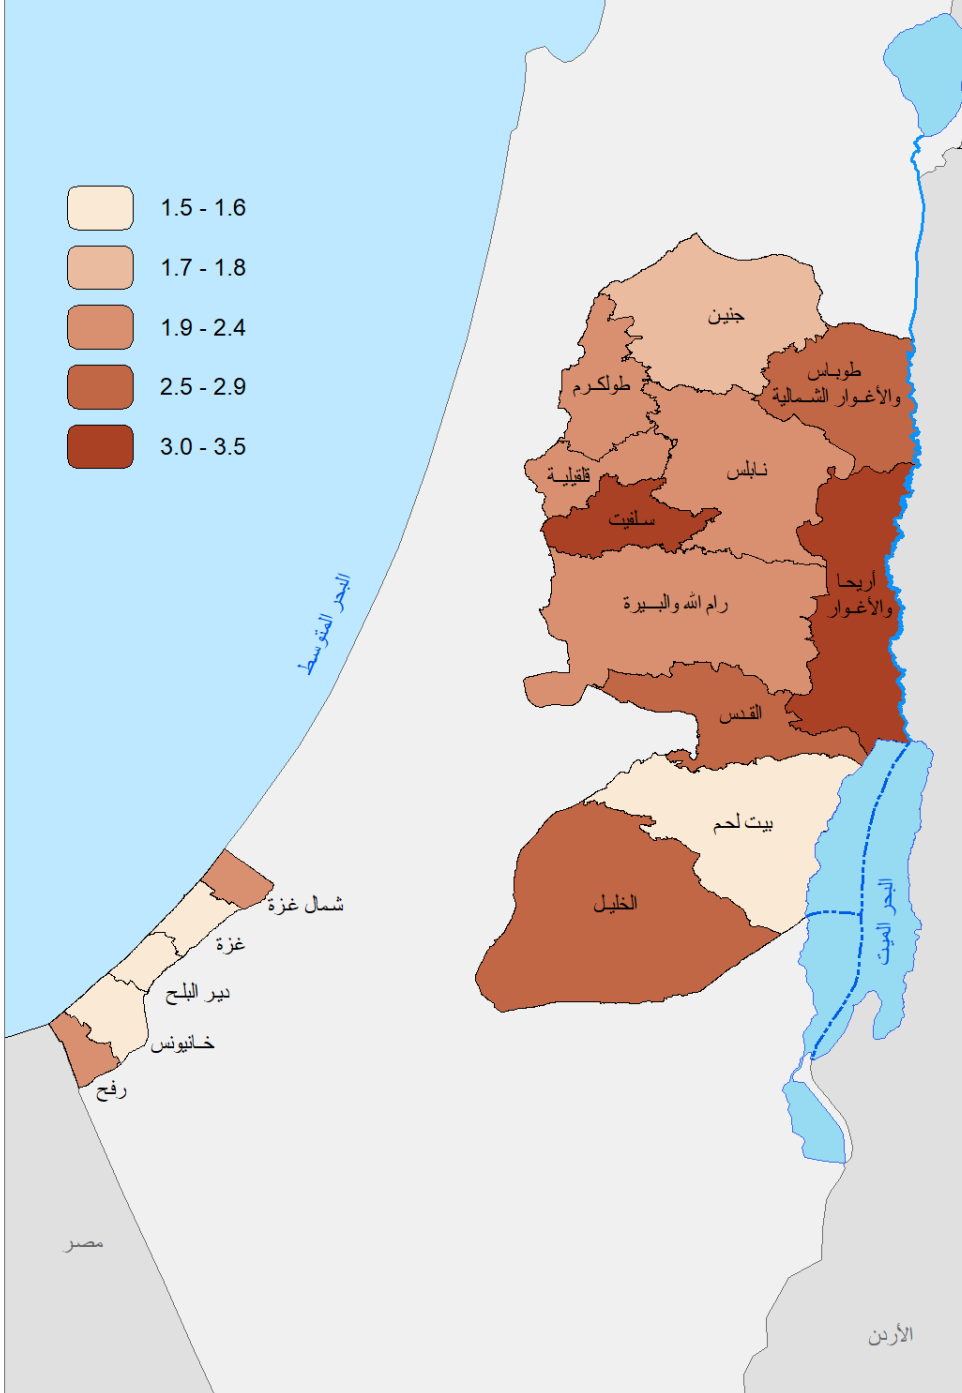 1.5 - 1.6
1.7 - 1.8
1.9 - 2.4
2.5 - 2.9
3.0 - 3.5
جنين
طوباس
والأغوار الشمالية
طولكرم
نابلس
قلقيلية
سلفيت
أريحا
والأغوار
رام الله والبيرة
القدس
بيت لحم
الخليل
البحر المتوسط
البحر الميت
شمال غزة
غزة
دير البلح
خانيونس
رفح
مصر
الأردن